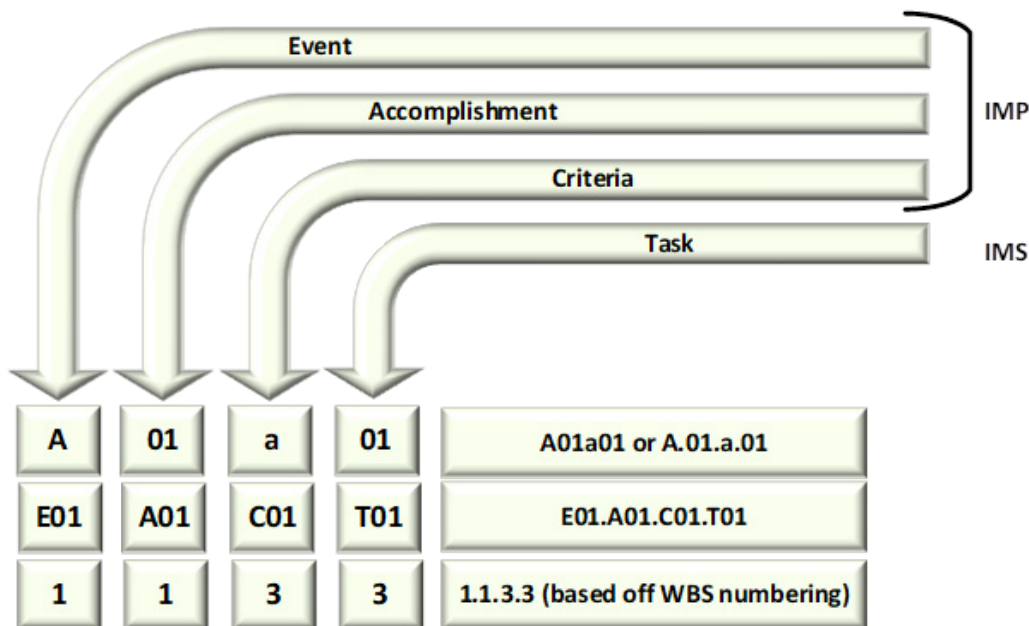 Event
Accomplishment
Criteria
IMP
Task
IMS
A 01 a 01 A01a01 or A.01.a.01
E01 A01 C01 T01 E01.A01.C01.T01
1 1 3 3 1.1.3.3 (based off WBS numbering)